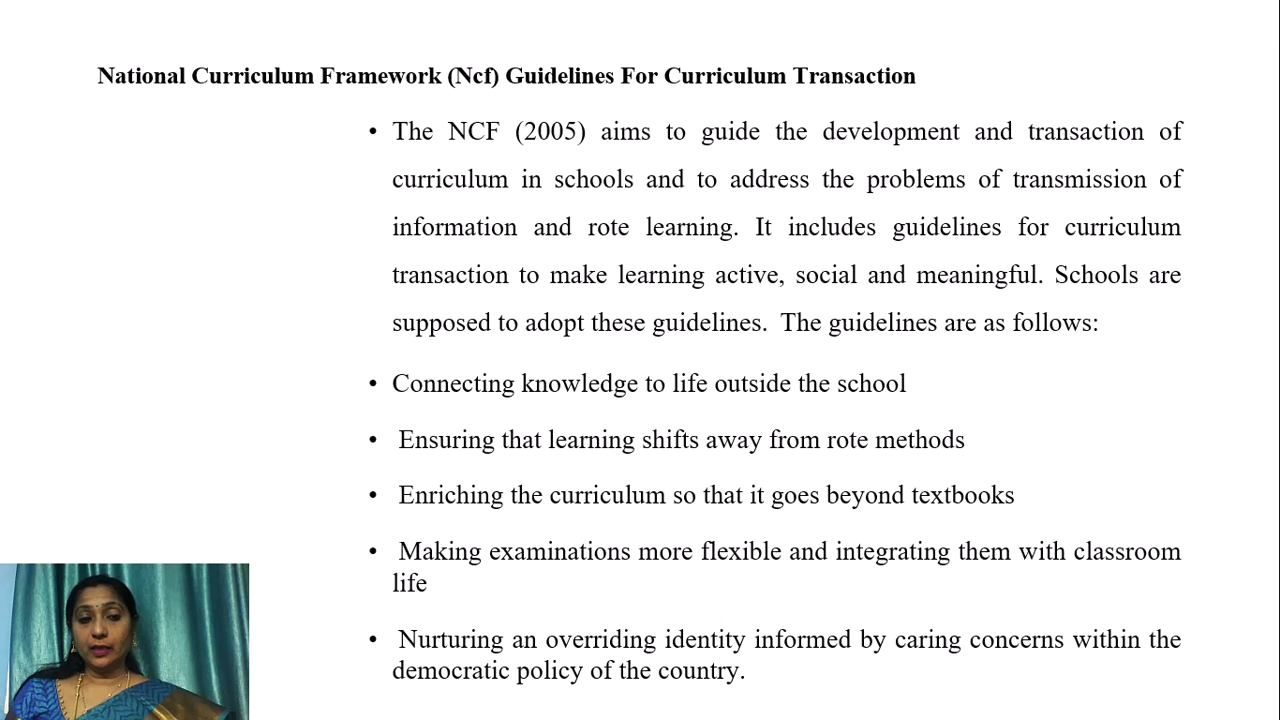 National Curriculum Framework (Ncf) Guidelines For Curriculum Transaction
• The NCF (2005) aims to guide the development and transaction of
curriculum in schools and to address the problems of transmission of
information and rote learning. It includes guidelines for curriculum
transaction to make learning active, social and meaningful. Schools are
supposed to adopt these guidelines. The guidelines are as follows:
• Connecting knowledge to life outside the school
• Ensuring that learning shifts away from rote methods
• Enriching the curriculum so that it goes beyond textbooks
• Making examinations more flexible and integrating them with classroom
life
• Nurturing an overriding identity informed by caring concerns within the
democratic policy of the country.